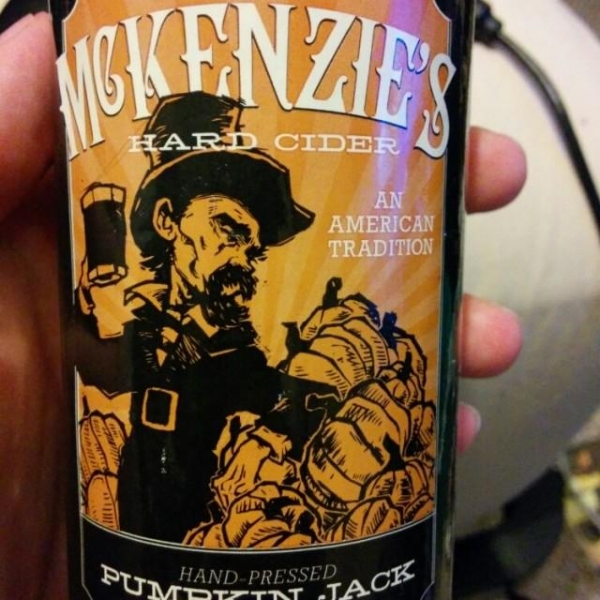 McKENZIE'S
HARD CIDER
AN
AMERICAN
TRADITION
HAND-PRESSED
PUMPKIN JACK